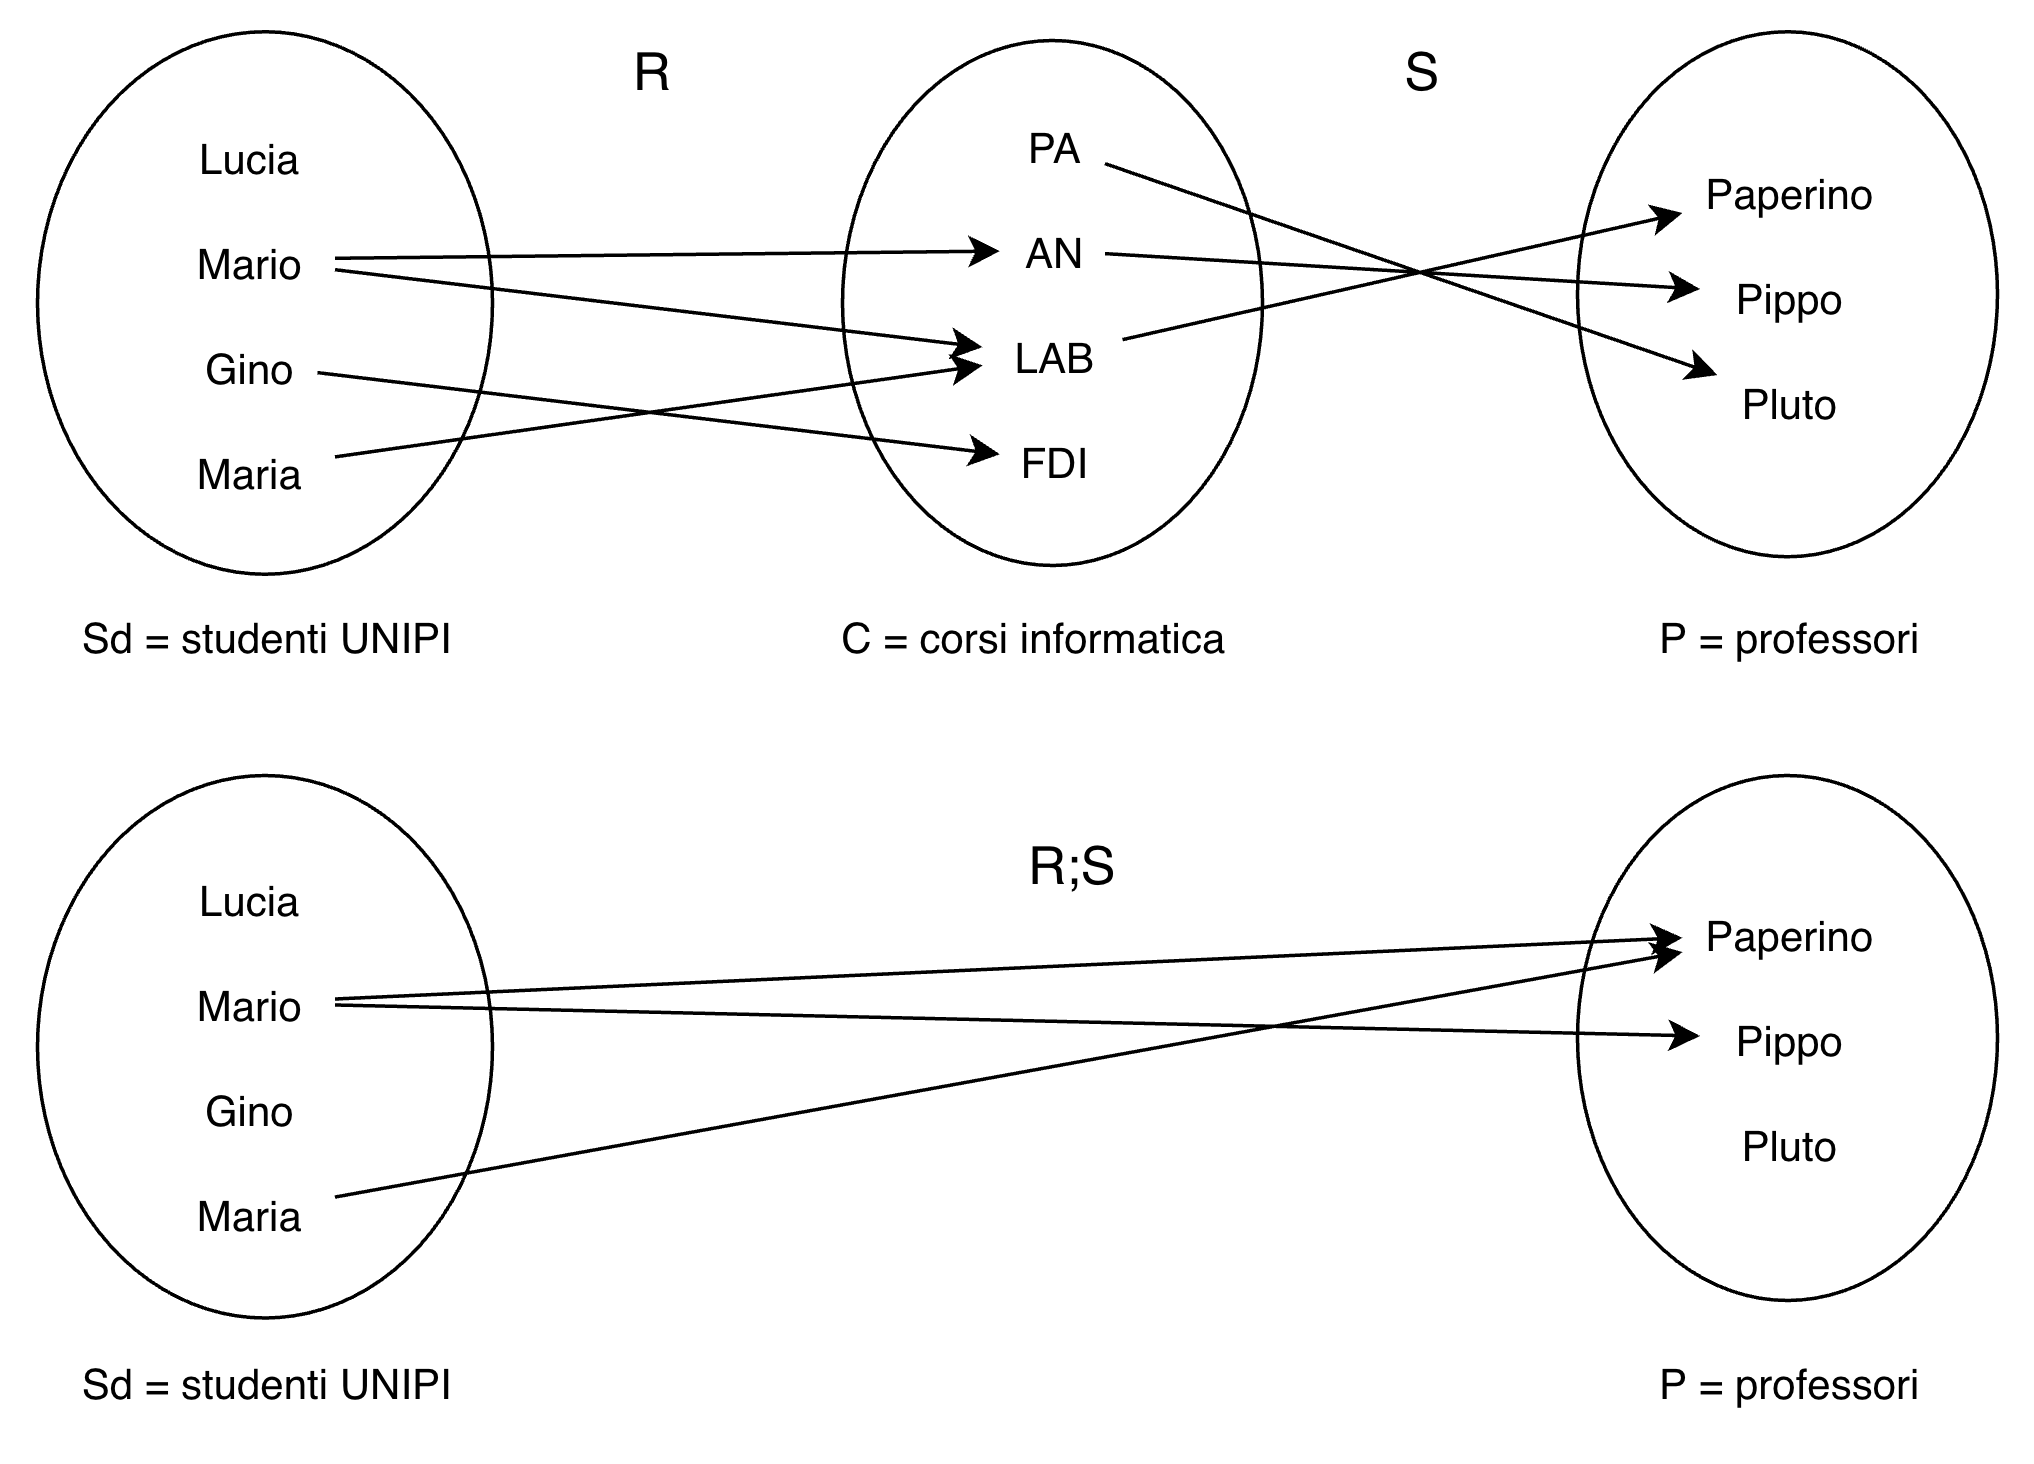 R
S
Lucia
Mario
Gino
Maria
PA
AN
LAB
FDI
Paperino
Pippo
Pluto
Sd = studenti UNIPI
C = corsi informatica
P = professori
R;S
Lucia
Mario
Gino
Maria
Paperino
Pippo
Pluto
Sd = studenti UNIPI
P = professori